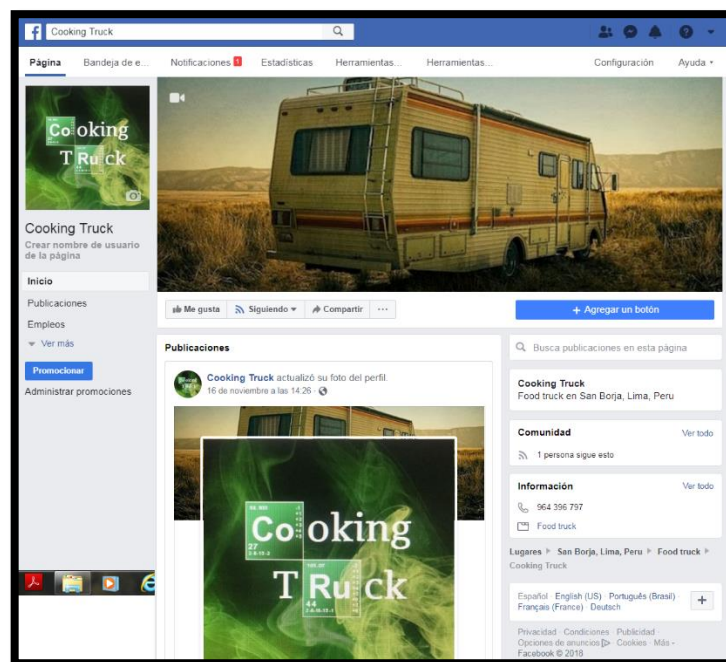 Cooking Truck
Página Bandeja de e... Notificaciones 1 Estadísticas Herramientas... Herramientas... Configuración Ayuda
Cooking
27
TRuck
44
Cooking Truck
Crear nombre de usuario
de la página
Inicio
Publicaciones
Empleos
Ver más
Promocionar
Administrar promociones
Me gusta Siguiendo Compartir ...
+ Agregar un botón
Publicaciones
Cooking Truck actualizó su foto del perfil.
16 de noviembre a las 14:26 ·
Cooking
27
TRuck
44
Busca publicaciones en esta página
Cooking Truck
Food truck en San Borja, Lima, Peru
Comunidad Ver todo
1 persona sigue esto
Información Ver todo
964 396 797
Food truck
Lugares San Borja, Lima, Peru Food truck
Cooking Truck
Español · English (US) · Português (Brasil) ·
Français (France) · Deutsch
Privacidad · Condiciones · Publicidad ·
Opciones de anuncios · Cookies · Más
Facebook © 2018